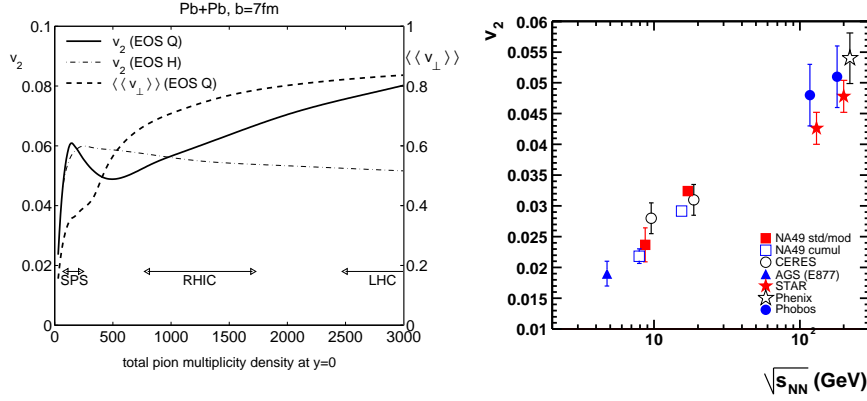 Pb+Pb, b=7fm
v2 (EOS Q)
v2 (EOS H)
⟨⟨v⊥⟩⟩ (EOS Q)
v2
⟨⟨v⊥⟩⟩
0.1
0.08
0.06
0.04
0.02
0
1
0.8
0.6
0.4
0.2
0
SPS
RHIC
LHC
0 500 1000 1500 2000 2500 3000
total pion multiplicity density at y=0
v2
0.06
0.055
0.05
0.045
0.04
0.035
0.03
0.025
0.02
0.015
0.01
NA49 std/mod
NA49 cumul
CERES
AGS (E877)
STAR
Phenix
Phobos
10 10²
√sNN (GeV)